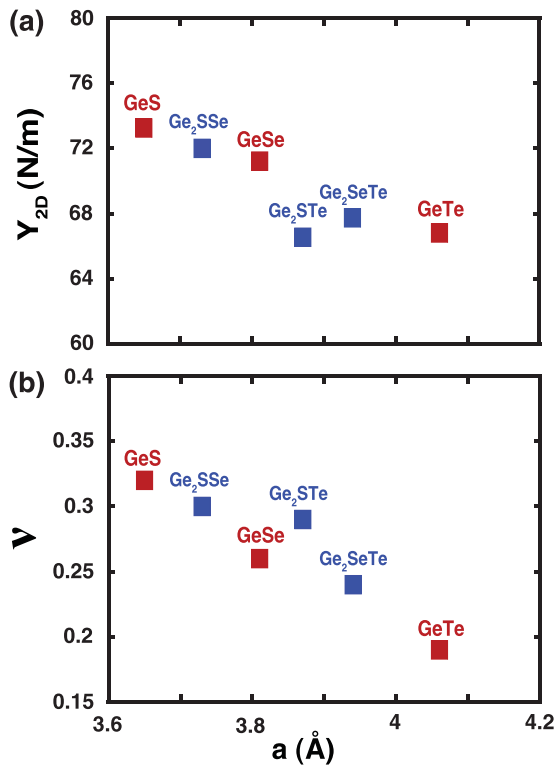 (a)
80
76
72
68
64
60
Y2D (N/m)
GeS
Ge2SSe
GeSe
Ge2STe
Ge2SeTe
GeTe
(b)
0.4
0.35
0.3
0.25
0.2
0.15
ν
GeS
Ge2SSe
Ge2STe
GeSe
Ge2SeTe
GeTe
3.6
3.8
4
4.2
a (Å)